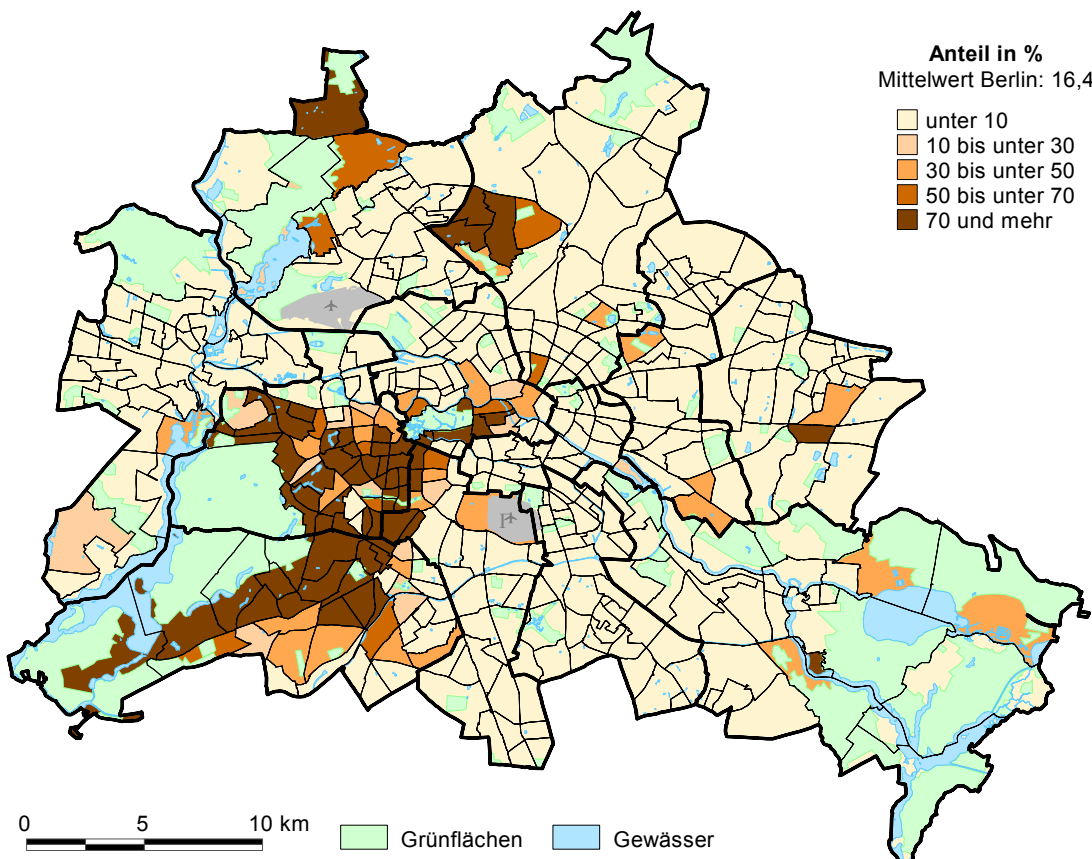 Anteil in %
Mittelwert Berlin: 16,4
unter 10
10 bis unter 30
30 bis unter 50
50 bis unter 70
70 und mehr
0 5 10 km
Grünflächen Gewässer